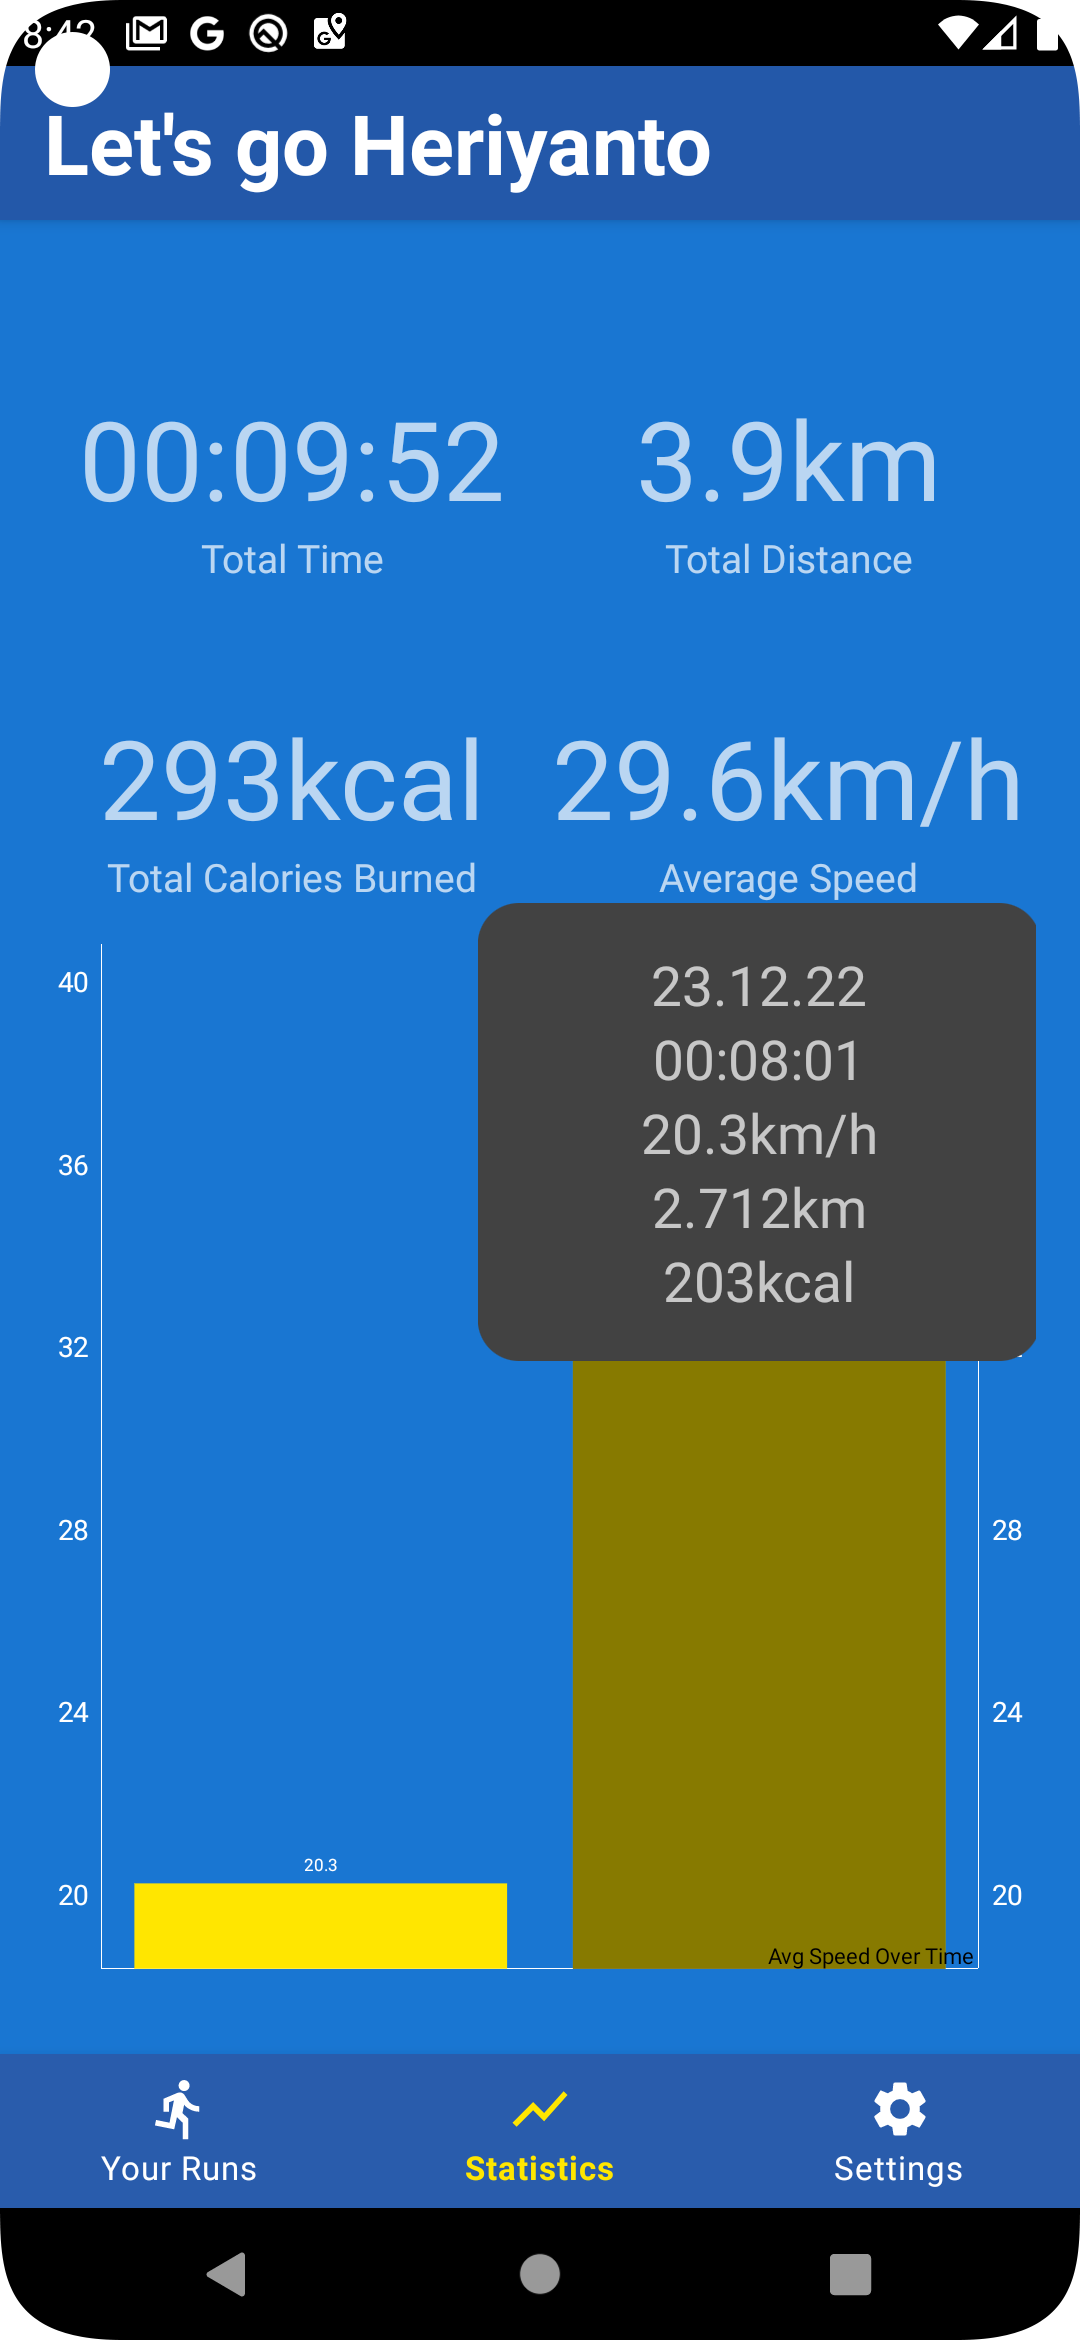 8:42
Let's go Heriyanto
00:09:52
3.9km
Total Time
Total Distance
293kcal
29.6km/h
Total Calories Burned
Average Speed
23.12.22
00:08:01
20.3km/h
2.712km
203kcal
40
36
32
28
28
24
24
20.3
20
20
Avg Speed Over Time
Your Runs
Statistics
Settings